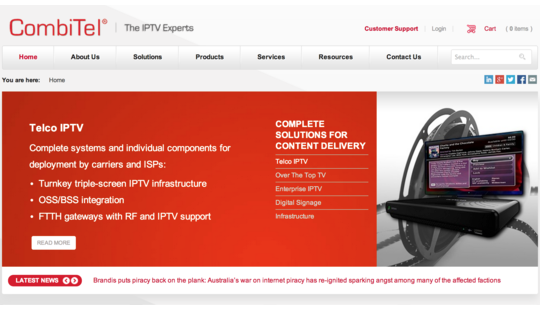 CombiTel® The IPTV Experts
Customer Support Login Cart ( 0 items )
Home About Us Solutions Products Services Resources Contact Us Search...
You are here: Home
Telco IPTV
Complete systems and individual components for
deployment by carriers and ISPs:
• Turnkey triple-screen IPTV infrastructure
• OSS/BSS integration
• FTTH gateways with RF and IPTV support
READ MORE
COMPLETE
SOLUTIONS FOR
CONTENT DELIVERY
Telco IPTV
Over The Top TV
Enterprise IPTV
Digital Signage
Infrastructure
LATEST NEWS Brandis puts piracy back on the plank: Australia's war on internet piracy has re-ignited sparking angst among many of the affected factions